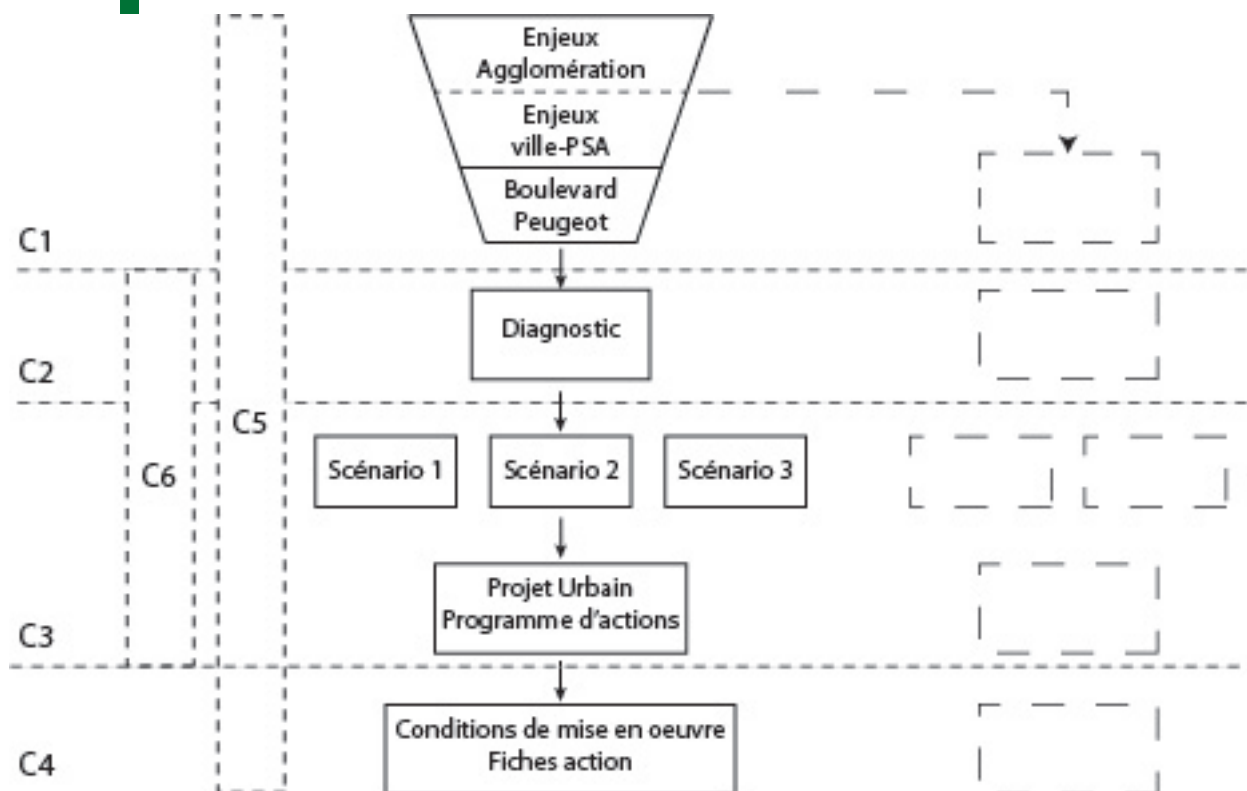 Enjeux
Agglomération
Enjeux
ville-PSA
Boulevard
Peugeot
C1
Diagnostic
C2
C5
C6
Scénario 1
Scénario 2
Scénario 3
Projet Urbain
Programme d'actions
C3
Conditions de mise en oeuvre
Fiches action
C4